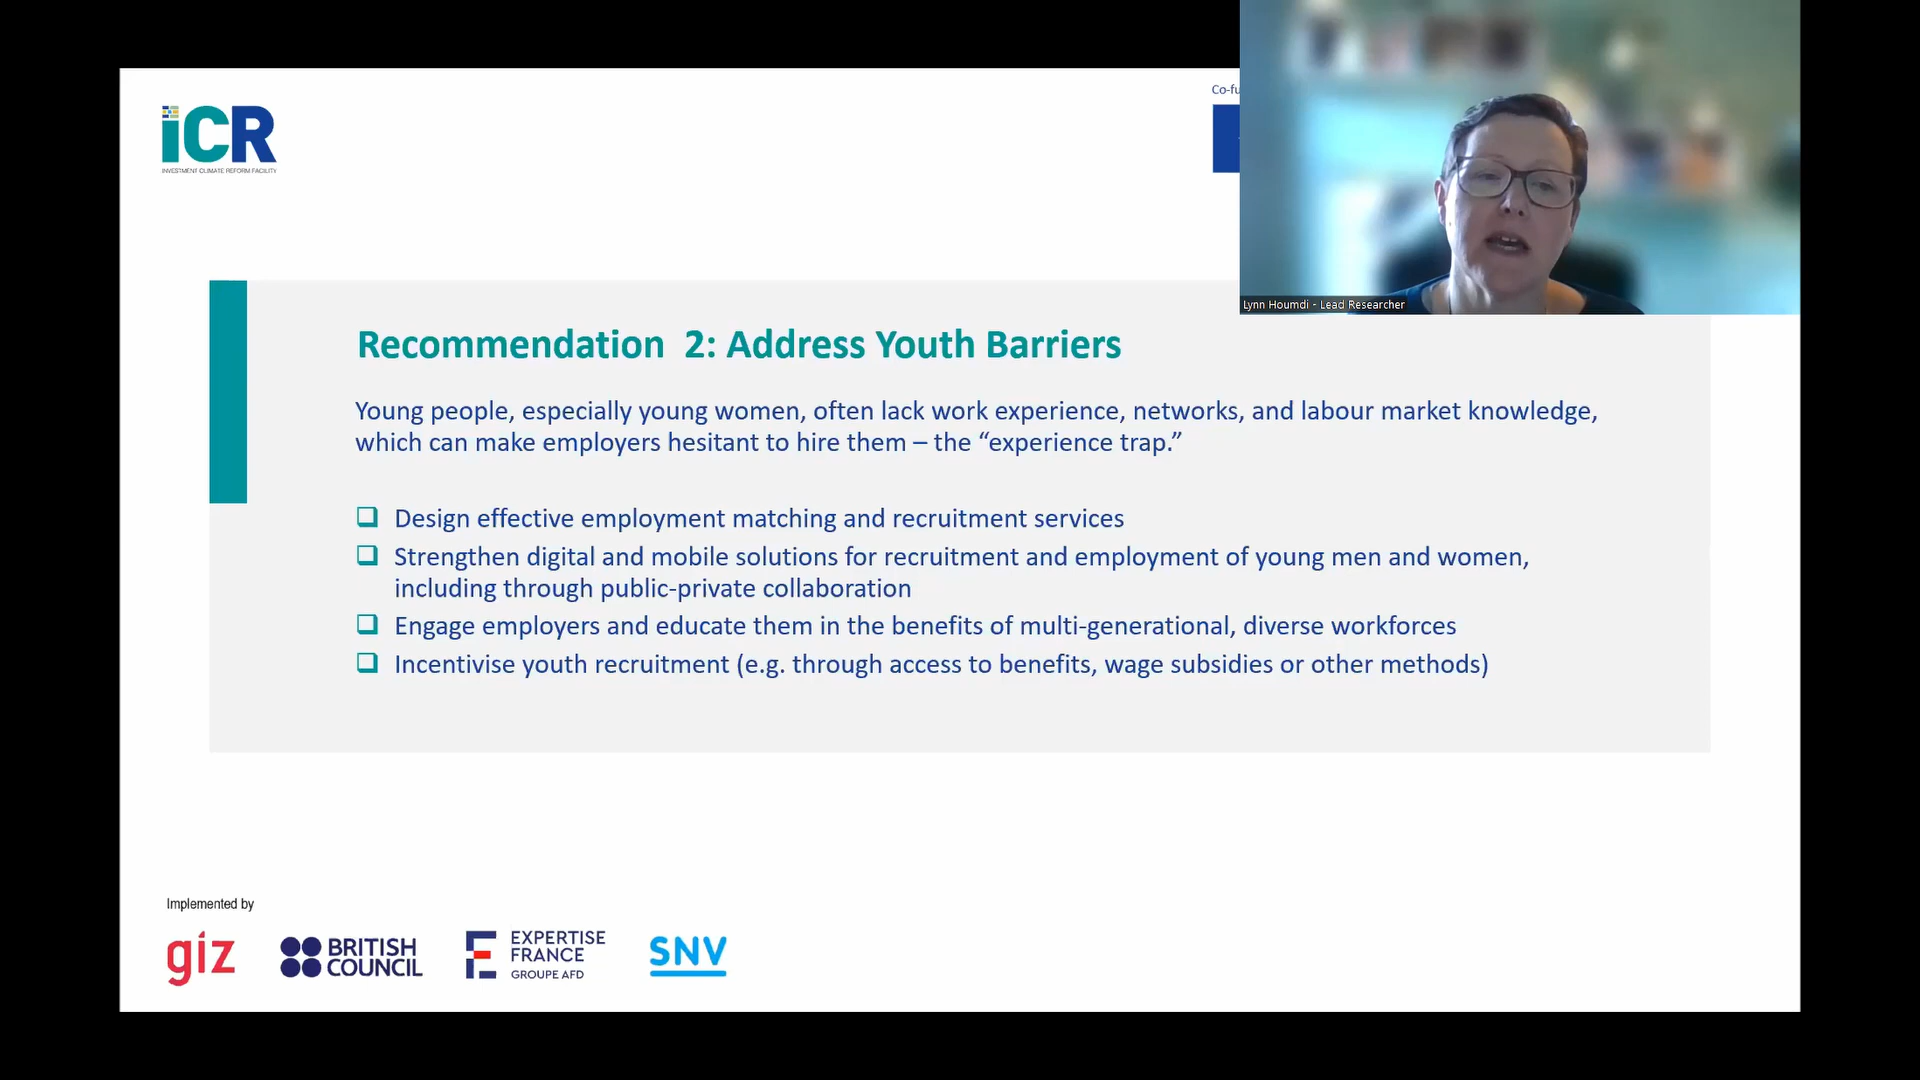 iCR
INVESTMENT CLIMATE REFORM FACILITY
Co-fu
Lynn Houmdi - Lead Researcher
Recommendation 2: Address Youth Barriers
Young people, especially young women, often lack work experience, networks, and labour market knowledge,
which can make employers hesitant to hire them – the “experience trap.”
Design effective employment matching and recruitment services
Strengthen digital and mobile solutions for recruitment and employment of young men and women,
including through public-private collaboration
Engage employers and educate them in the benefits of multi-generational, diverse workforces
Incentivise youth recruitment (e.g. through access to benefits, wage subsidies or other methods)
Implemented by
giz
BRITISH
COUNCIL
EXPERTISE
FRANCE
GROUPE AFD
SNV